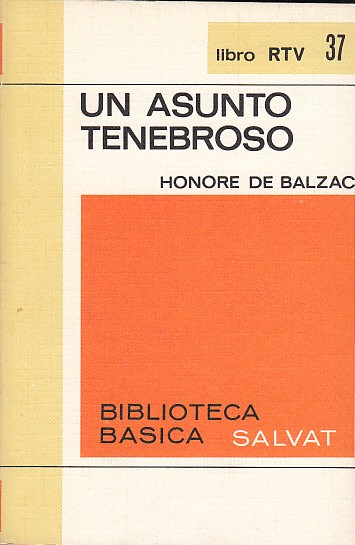 libro RTV 37
UN ASUNTO
TENEBROSO
HONORE DE BALZAC
BIBLIOTECA
BASICA SALVAT